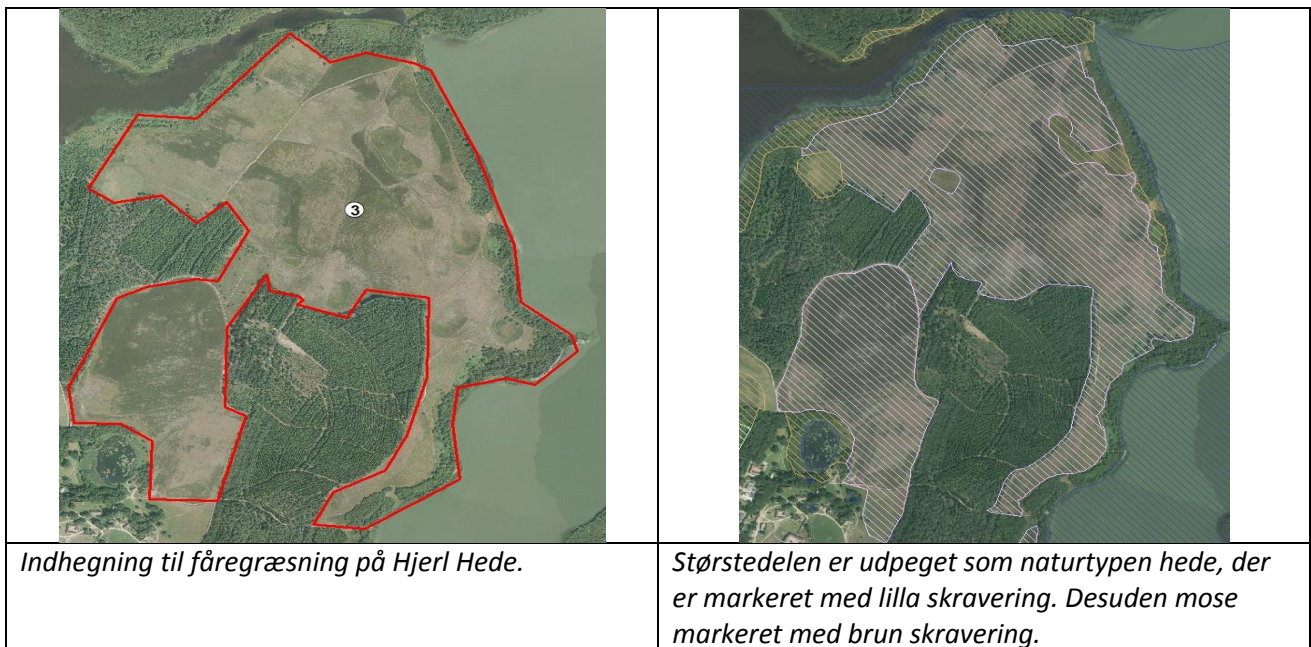 3
Indhegning til fåregræsning på Hjerl Hede.
Størstedelen er udpeget som naturtypen hede, der
er markeret med lilla skravering. Desuden mose
markeret med brun skravering.